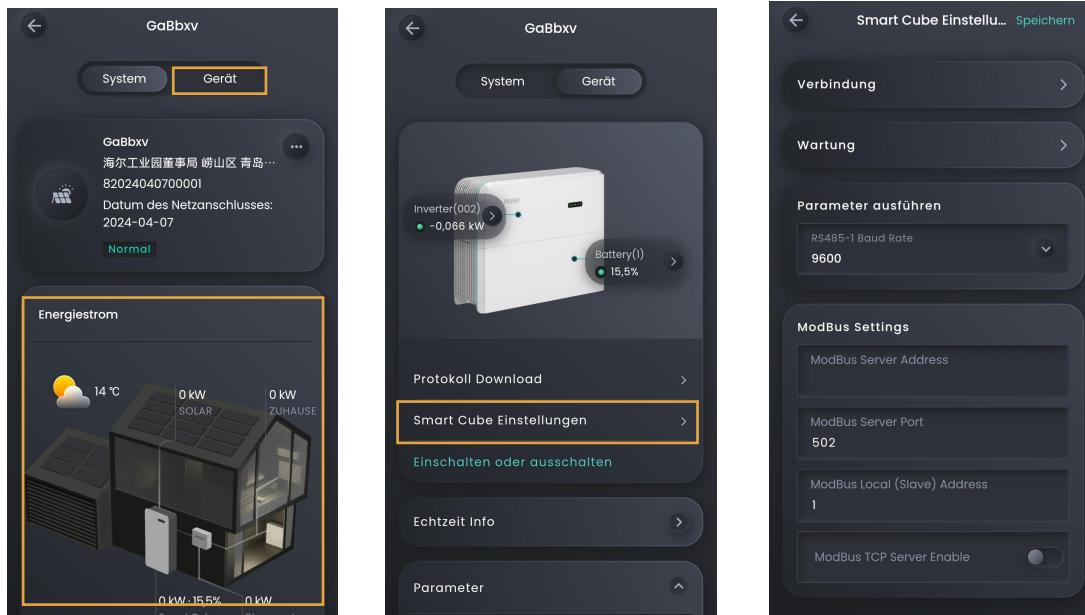 GaBbxv
System
Gerät
GaBbxv
海尔工业园董事局 崂山区 青岛…
82024040700001
Datum des Netzanschlusses:
2024-04-07
Normal
Energiestrom
14 ℃
0 kW
SOLAR
0 kW
ZUHAUSE
0 kW · 15,5%
0 kW
GaBbxv
System
Gerät
Haier
Inverter(002)
-0,066 kW
Battery(1)
15,5%
Protokoll Download
Smart Cube Einstellungen
Einschalten oder ausschalten
Echtzeit Info
Parameter
Smart Cube Einstellu... Speichern
Verbindung
Wartung
Parameter ausführen
RS485-1 Baud Rate
9600
ModBus Settings
ModBus Server Address
ModBus Server Port
502
ModBus Local (Slave) Address
1
ModBus TCP Server Enable